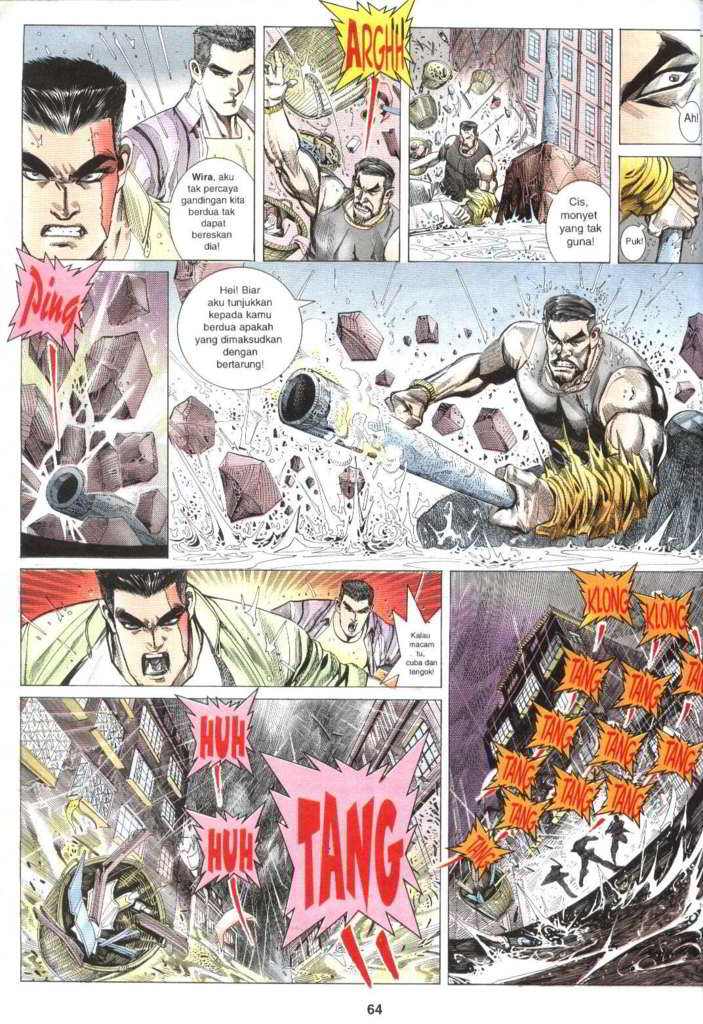 Wira, aku
tak percaya
gandingan kita
berdua tak
dapat
bereskan
dia!
ARGHH
!
Cis,
monyet
yang tak
guna!
Ah!
Puk!
Ping
!
Hei! Biar
aku tunjukkan
kepada kamu
berdua apakah
yang dimaksudkan
dengan
bertarung!
Kalau
macam
tu,
cuba dan
tengok!
HUH
!
HUH
!
TANG
!!
KLONG
KLONG
TANG
TANG
TANG
TANG
TANG
TANG
TANG
TANG
TANG
TANG
TANG
TANG
64